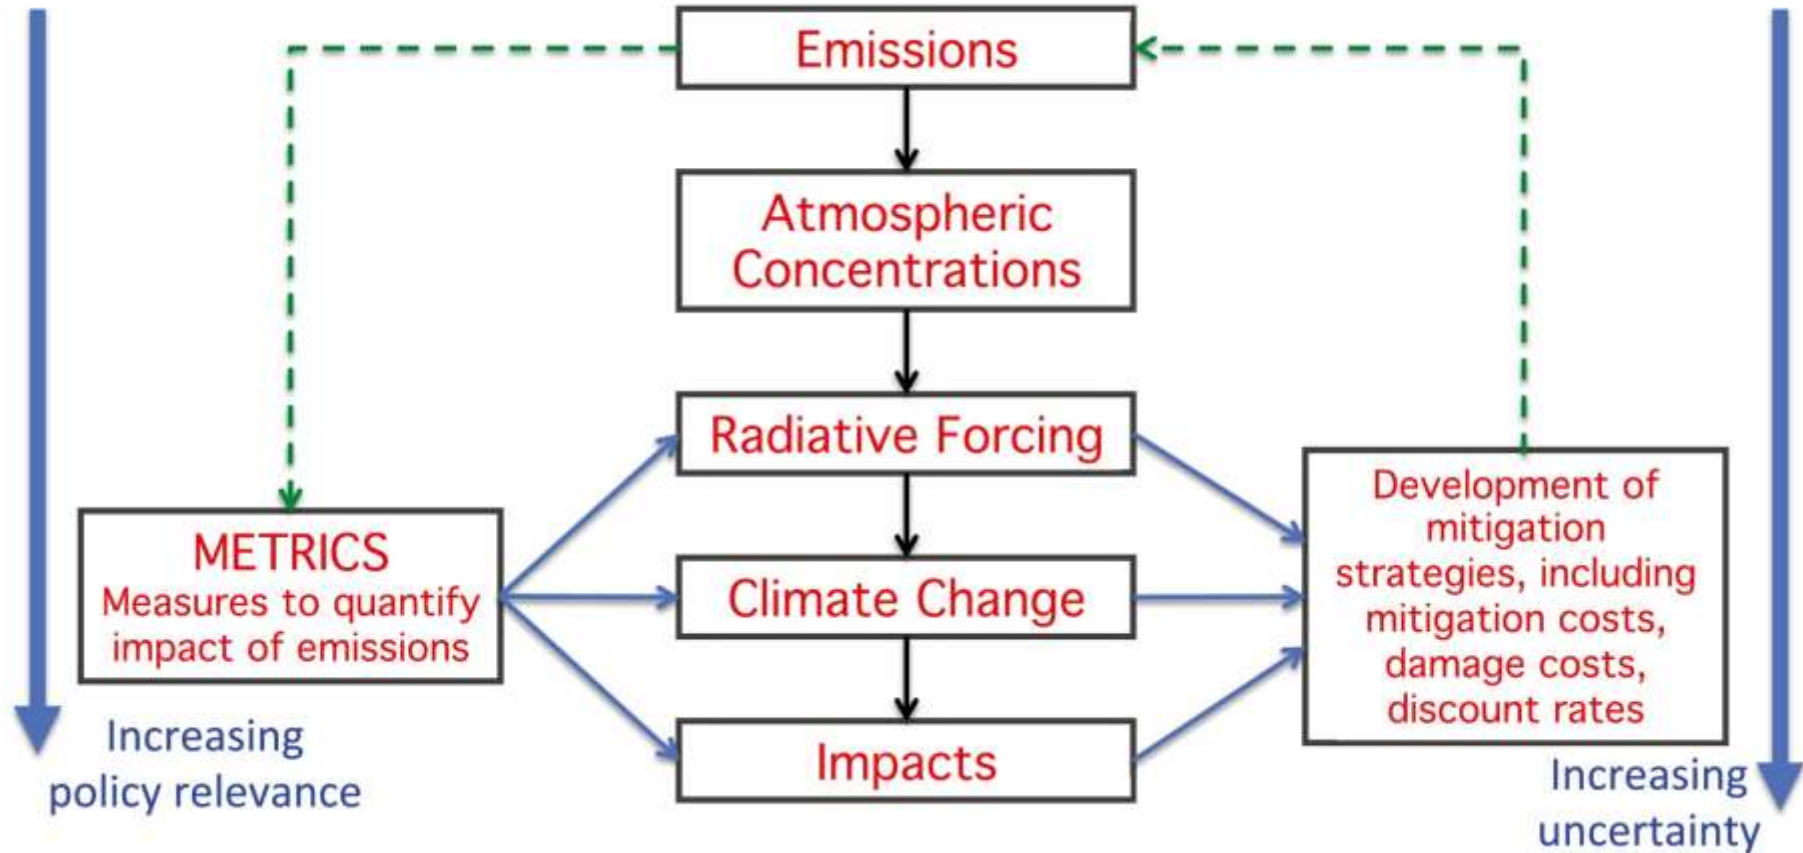 Emissions
Atmospheric
Concentrations
Radiative Forcing
Climate Change
Impacts
METRICS
Measures to quantify
impact of emissions
Development of
mitigation
strategies, including
mitigation costs,
damage costs,
discount rates
Increasing
policy relevance
Increasing
uncertainty